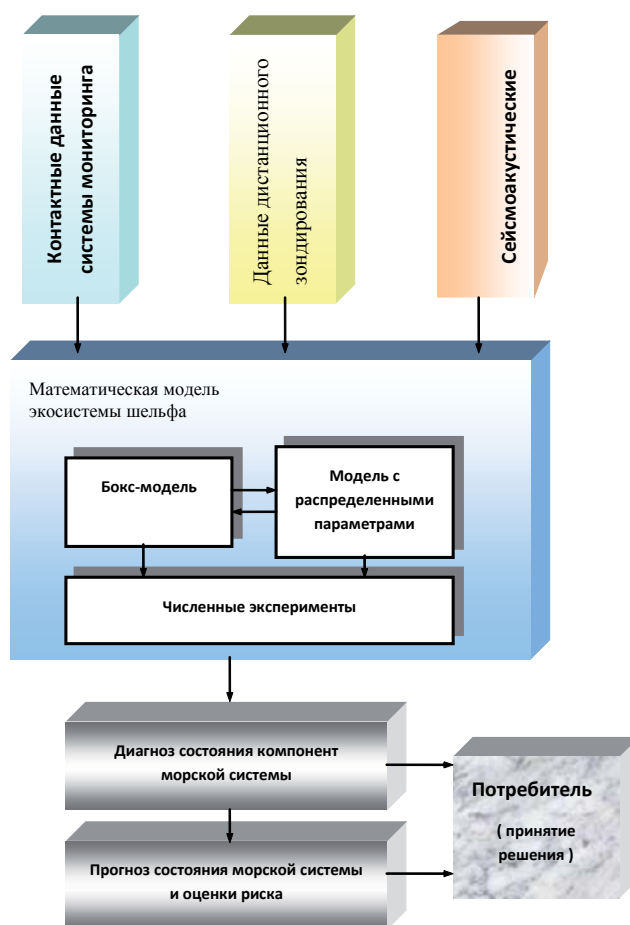 Контактные данные
системы мониторинга
Данные дистанционного
зондирования
Сейсмоакустические
Математическая модель
экосистемы шельфа
Бокс-модель
Модель с
распределенными
параметрами
Численные эксперименты
Диагноз состояния компонент
морской системы
Потребитель
( принятие
решения )
Прогноз состояния морской системы
и оценки риска